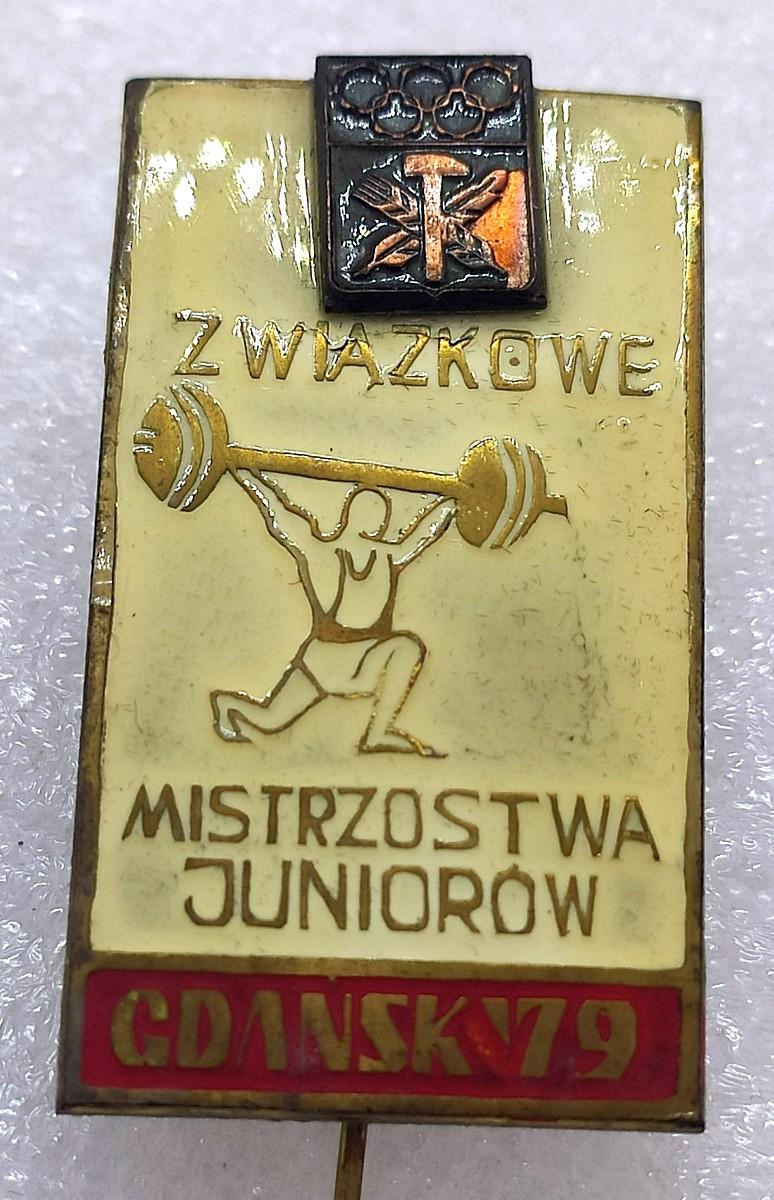 ZWIĄZKOWE
MISTRZOSTWA
JUNIORÓW
GDAŃSK '79